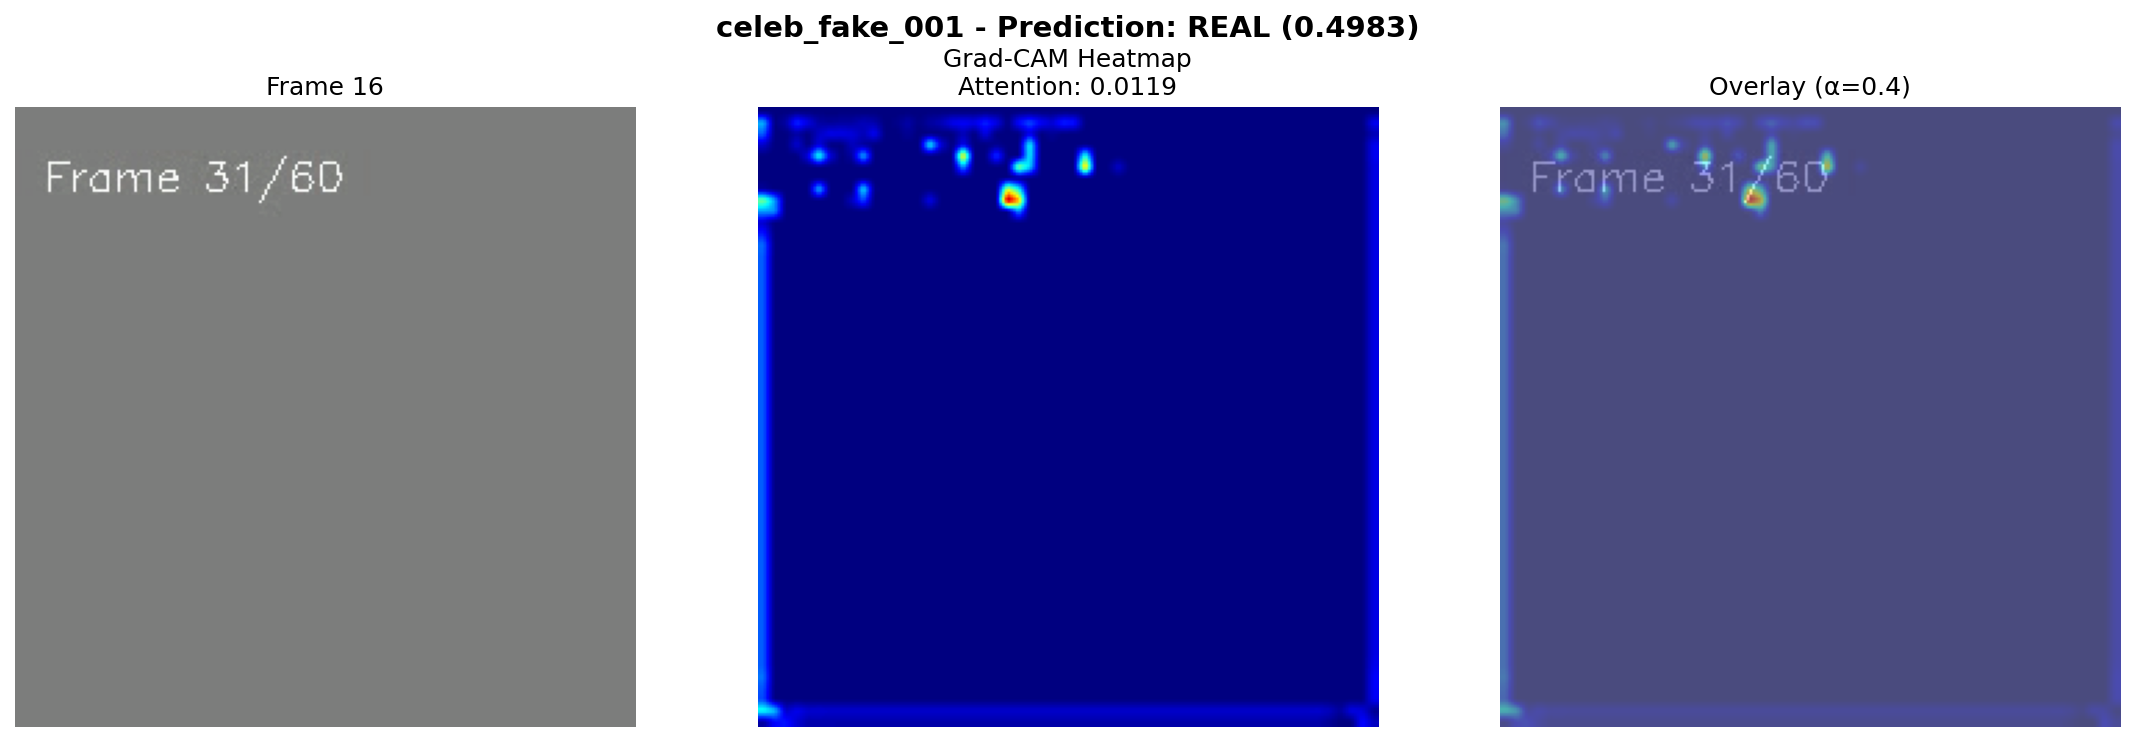 celeb_fake_001 - Prediction: REAL (0.4983)
Frame 16
Grad-CAM Heatmap
Attention: 0.0119
Overlay (α=0.4)
Frame 31/60
Frame 31/60